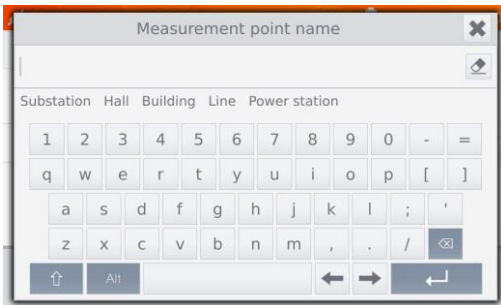 Measurement point name
Substation Hall Building Line Power station
1 2 3 4 5 6 7 8 9 0 - =
q w e r t y u i o p [ ]
a s d f g h j k l ; '
z x c v b n m , . /
Alt